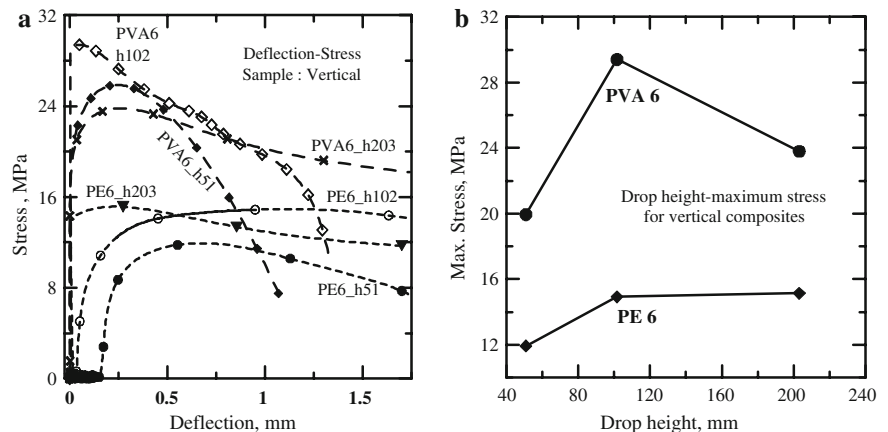 a
Stress , MPa
32
24
16
8
0
0
0.5
1
1.5
Deflection, mm
PVA6
h102
Deflection-Stress
Sample : Vertical
PVA6_h203
PVA6_h51
PE6_h203
PE6_h102
PE6_h51
b
Max. Stress, MPa
32
28
24
20
16
12
40
80
120
160
200
240
Drop height, mm
PVA 6
Drop height-maximum stress
for vertical composites
PE 6